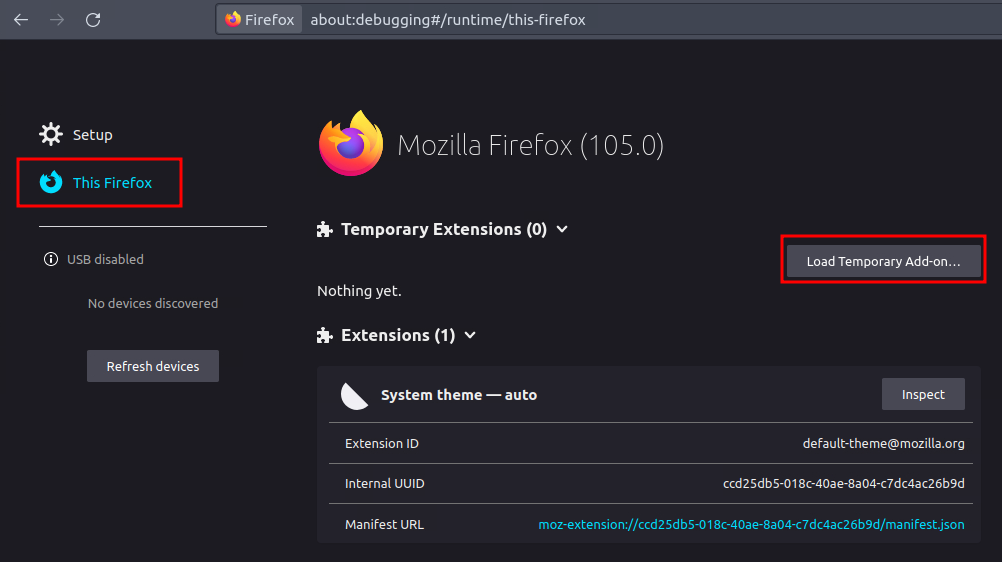 Firefox about:debugging#/runtime/this-firefox
Setup
This Firefox
USB disabled
No devices discovered
Refresh devices
Mozilla Firefox (105.0)
Temporary Extensions (0)
Load Temporary Add-on…
Nothing yet.
Extensions (1)
System theme — auto
Inspect
Extension ID default-theme@mozilla.org
Internal UUID ccd25db5-018c-40ae-8a04-c7dc4ac26b9d
Manifest URL moz-extension://ccd25db5-018c-40ae-8a04-c7dc4ac26b9d/manifest.json